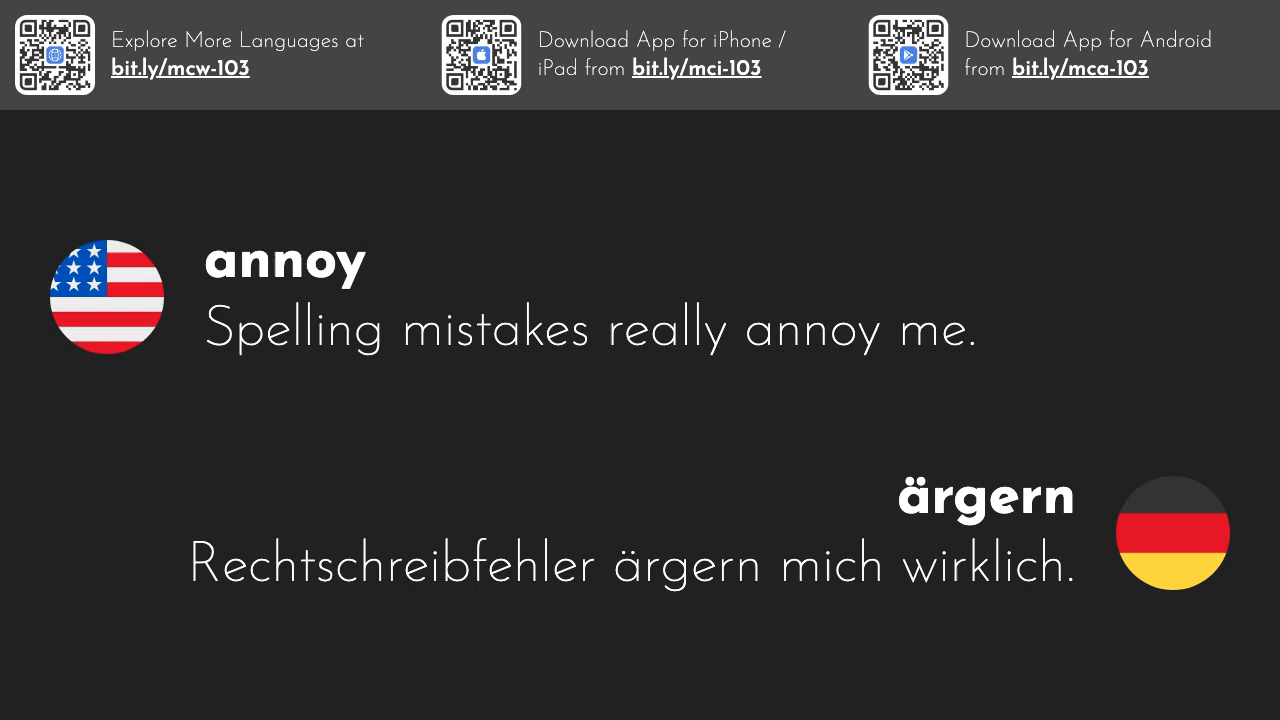 Explore More Languages at
bit.ly/mcw-103
Download App for iPhone /
iPad from bit.ly/mci-103
Download App for Android
from bit.ly/mca-103
annoy
Spelling mistakes really annoy me.
ärgern
Rechtschreibfehler ärgern mich wirklich.